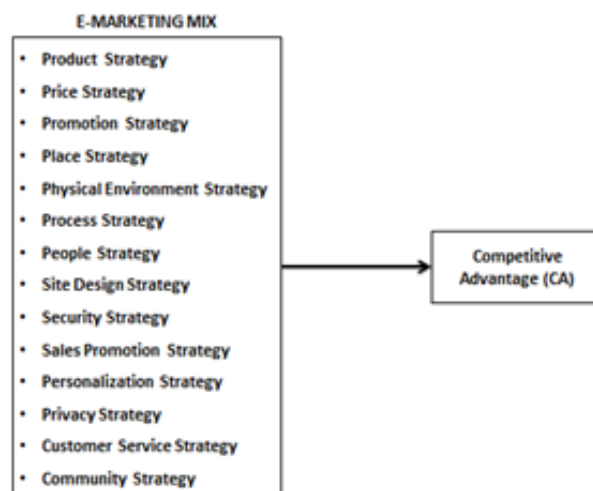 E-MARKETING MIX
• Product Strategy
• Price Strategy
• Promotion Strategy
• Place Strategy
• Physical Environment Strategy
• Process Strategy
• People Strategy
• Site Design Strategy
• Security Strategy
• Sales Promotion Strategy
• Personalization Strategy
• Privacy Strategy
• Customer Service Strategy
• Community Strategy
Competitive
Advantage (CA)